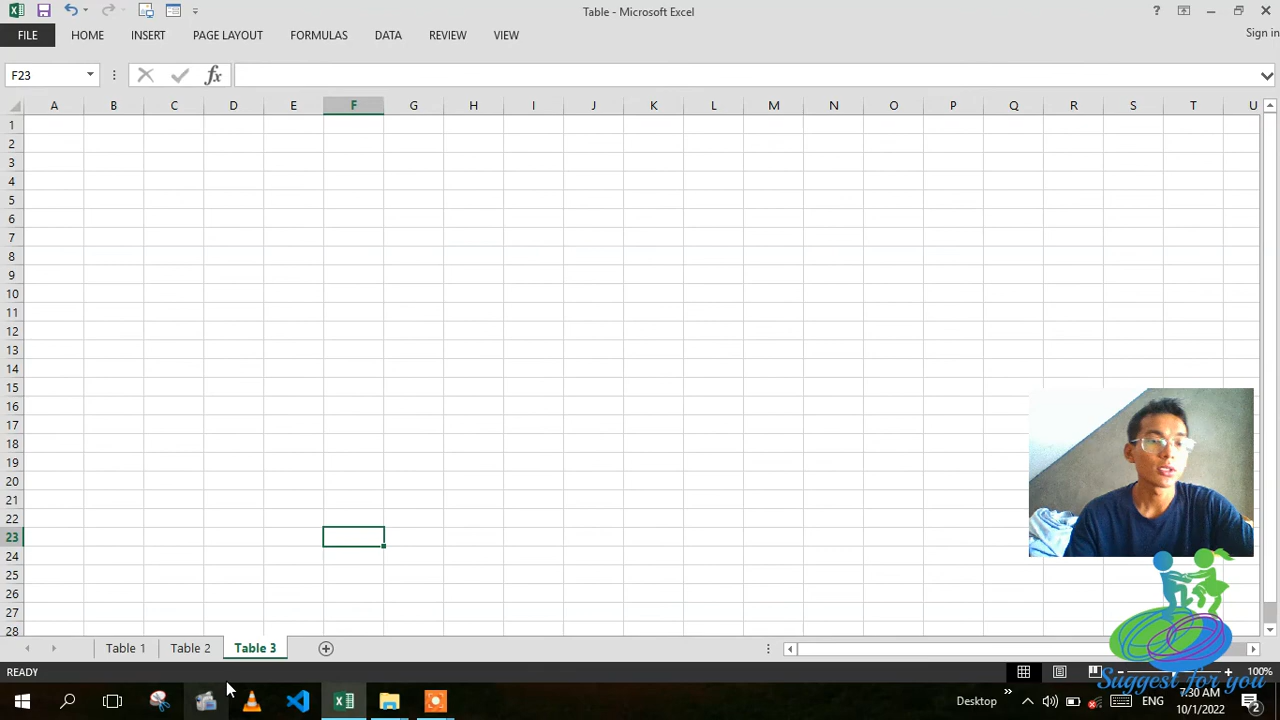 Table - Microsoft Excel
?
FILE HOME INSERT PAGE LAYOUT FORMULAS DATA REVIEW VIEW
Sign in
F23
fx
A B C D E F G H I J K L M N O P Q R S T U
1
2
3
4
5
6
7
8
9
10
11
12
13
14
15
16
17
18
19
20
21
22
23
24
25
26
27
28
Table 1 Table 2 Table 3
READY
100%
Suggest for you
Desktop
ENG
7:30 AM
10/1/2022
2